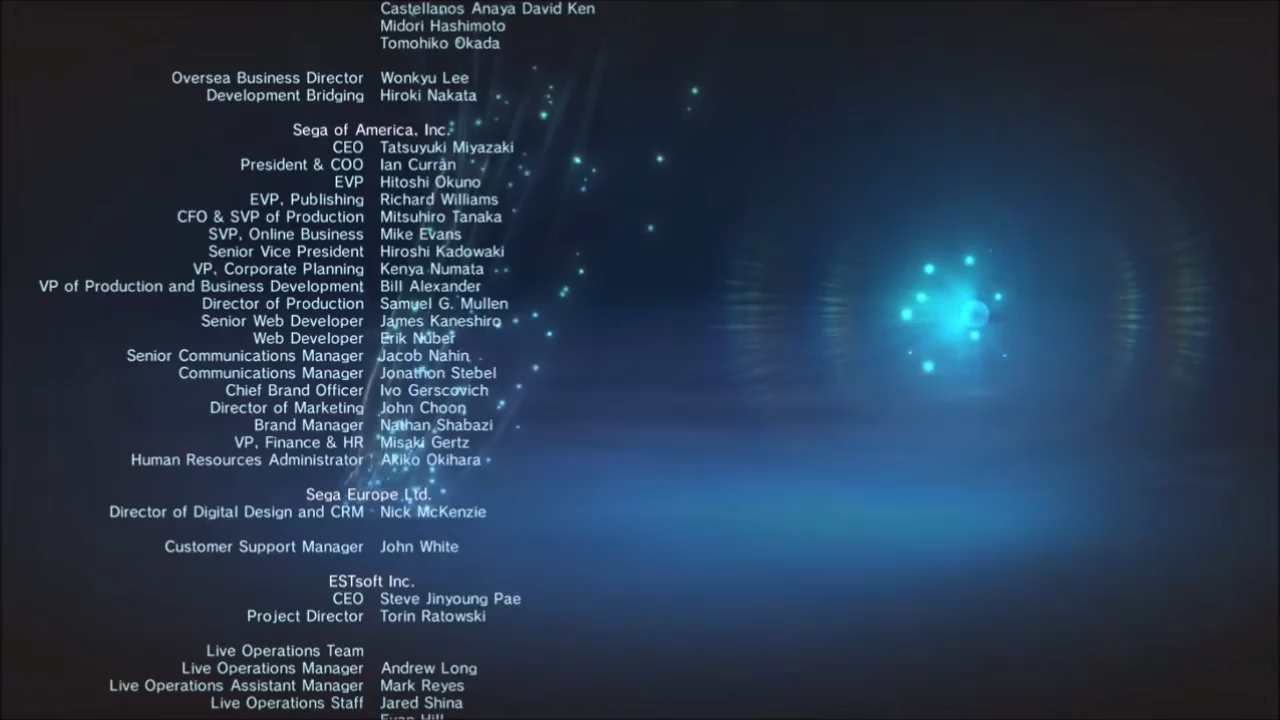 Castellanos Anaya David Ken
Midori Hashimoto
Tomohiko Okada
Oversea Business Director Wonkyu Lee
Development Bridging Hiroki Nakata
Sega of America, Inc.
CEO Tatsuyuki Miyazaki
President & COO Ian Curran
EVP Hitoshi Okuno
EVP, Publishing Richard Williams
CFO & SVP of Production Mitsuhiro Tanaka
SVP, Online Business Mike Evans
Senior Vice President Hiroshi Kadowaki
VP, Corporate Planning Kenya Numata
VP of Production and Business Development Bill Alexander
Director of Production Samuel G. Mullen
Senior Web Developer James Kaneshiro
Web Developer Erik Nuber
Senior Communications Manager Jacob Nahin
Communications Manager Jonathon Stebel
Chief Brand Officer Ivo Gerscovich
Director of Marketing John Choon
Brand Manager Nathan Shabazi
VP, Finance & HR Misaki Gertz
Human Resources Administrator Akiko Okihara
Sega Europe Ltd.
Director of Digital Design and CRM Nick McKenzie
Customer Support Manager John White
ESTsoft Inc.
CEO Steve Jinyoung Pae
Project Director Torin Ratowski
Live Operations Team
Live Operations Manager Andrew Long
Live Operations Assistant Manager Mark Reyes
Live Operations Staff Jared Shina
Hill